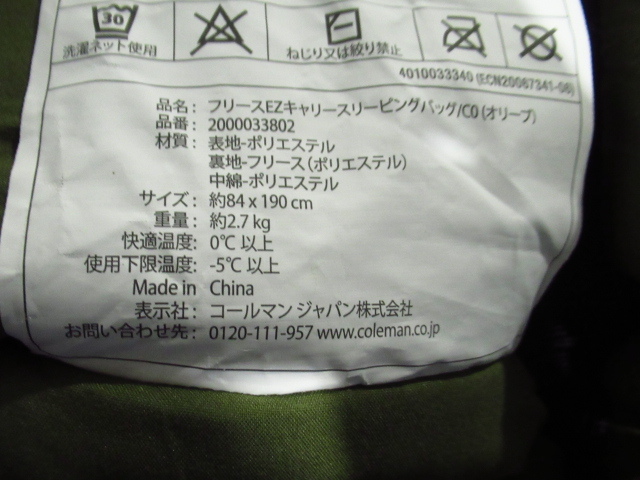 30
洗濯ネット使用
ねじり又は絞り禁止
4010033340 (ECN20067341-06)
品名: フリースEZキャリースリーピングバッグ/C0 (オリーブ)
品番: 2000033802
材質: 表地-ポリエステル
裏地-フリース(ポリエステル)
中綿-ポリエステル
サイズ: 約84 x 190 cm
重量: 約2.7 kg
快適温度: 0℃ 以上
使用下限温度: -5℃ 以上
Made in China
表示社: コールマン ジャパン株式会社
お問い合わせ先: 0120-111-957 www.coleman.co.jp